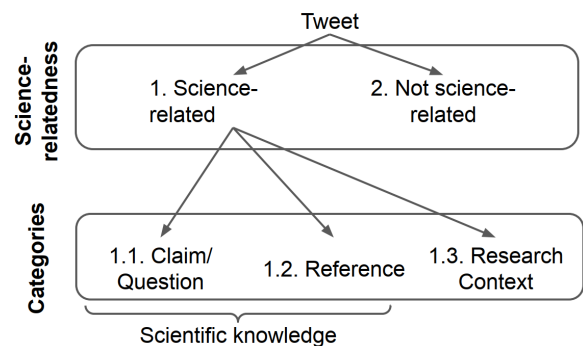 Tweet
Science-
relatedness
1. Science-
related
2. Not science-
related
Categories
1.1. Claim/
Question
1.2. Reference
1.3. Research
Context
Scientific knowledge